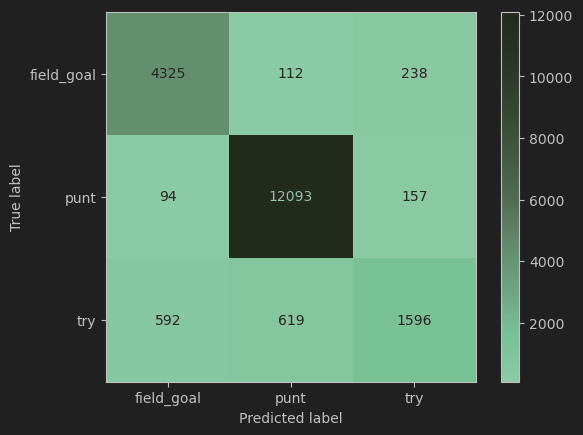 12000
field_goal 4325 112 238
10000
8000
True label
punt 94 12093 157
6000
4000
try 592 619 1596
2000
field_goal punt try
Predicted label